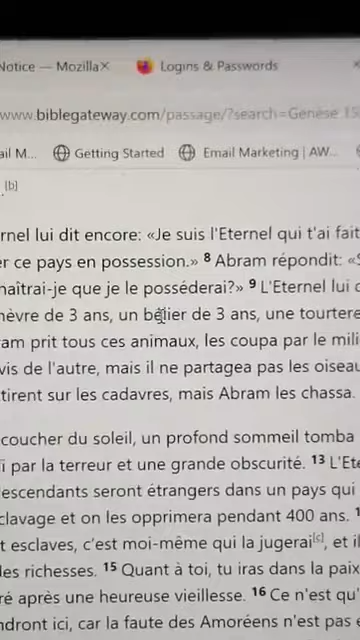 Notice — Mozilla
Logins & Passwords
www.biblegateway.com/passage/?search=Genèse 15
ail M... Getting Started Email Marketing | AW...
[b]
rnel lui dit encore: «Je suis l'Eternel qui t'ai fait
er ce pays en possession.» 8 Abram répondit: «S
naîtrai-je que je le posséderai?» 9 L'Eternel lui d
hèvre de 3 ans, un bélier de 3 ans, une tourtere
am prit tous ces animaux, les coupa par le mili
vis de l'autre, mais il ne partagea pas les oiseau
tirent sur les cadavres, mais Abram les chassa.
coucher du soleil, un profond sommeil tomba
i par la terreur et une grande obscurité. 13 L'Ete
escendants seront étrangers dans un pays qui
clavage et on les opprimera pendant 400 ans. 1
t esclaves, c'est moi-même qui la jugerai[c], et il
des richesses. 15 Quant à toi, tu iras dans la paix
ré après une heureuse vieillesse. 16 Ce n'est qu'
ndront ici, car la faute des Amoréens n'est pas e